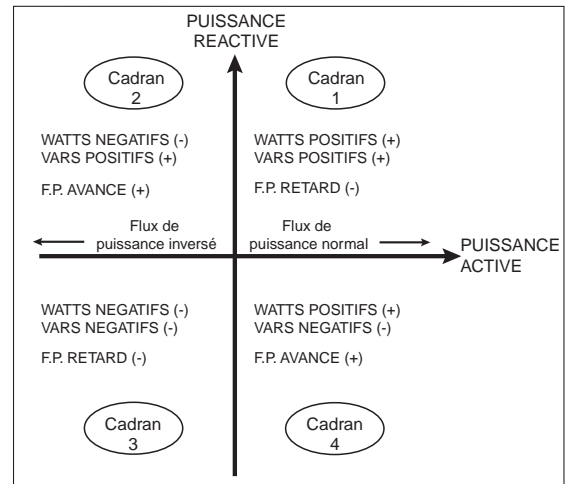 PUISSANCE
REACTIVE
Cadran
2
Cadran
1
WATTS NEGATIFS (-)
VARS POSITIFS (+)
F.P. AVANCE (+)
WATTS POSITIFS (+)
VARS POSITIFS (+)
F.P. RETARD (-)
Flux de
puissance inversé
Flux de
puissance normal
PUISSANCE
ACTIVE
WATTS NEGATIFS (-)
VARS NEGATIFS (-)
F.P. RETARD (-)
WATTS POSITIFS (+)
VARS NEGATIFS (-)
F.P. AVANCE (+)
Cadran
3
Cadran
4